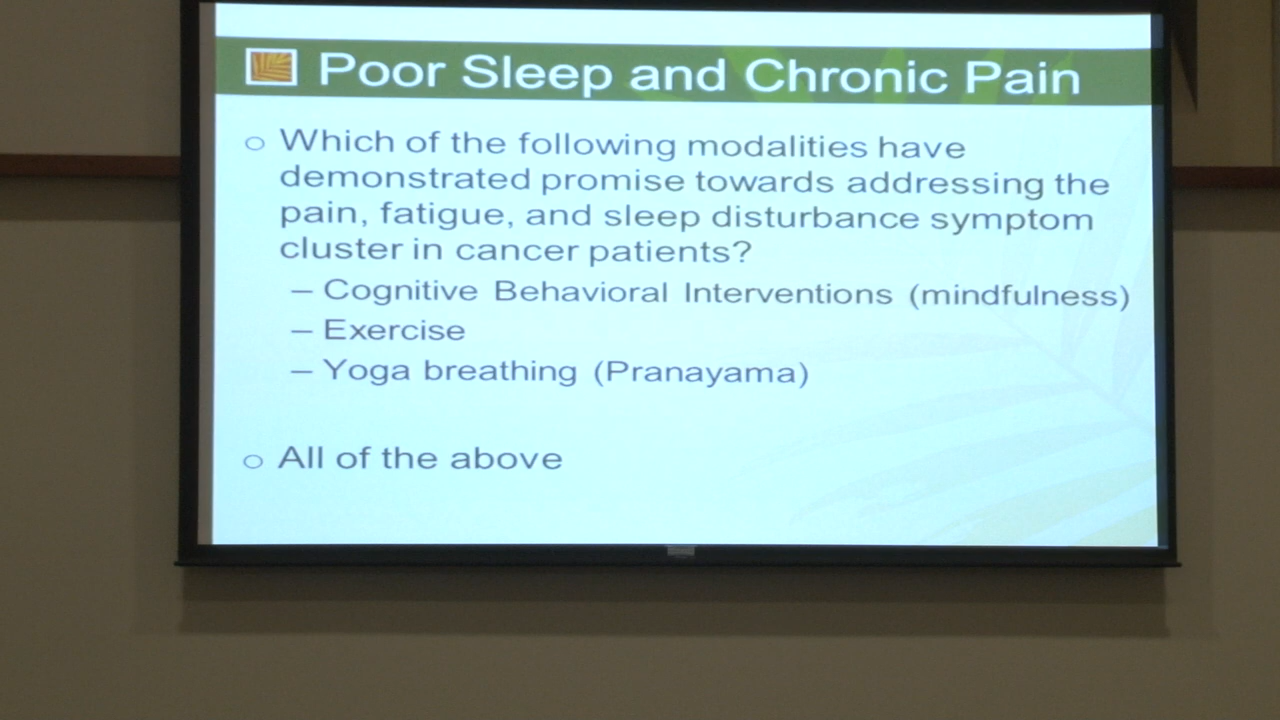 Poor Sleep and Chronic Pain
○ Which of the following modalities have
demonstrated promise towards addressing the
pain, fatigue, and sleep disturbance symptom
cluster in cancer patients?
– Cognitive Behavioral Interventions (mindfulness)
– Exercise
– Yoga breathing (Pranayama)
○ All of the above